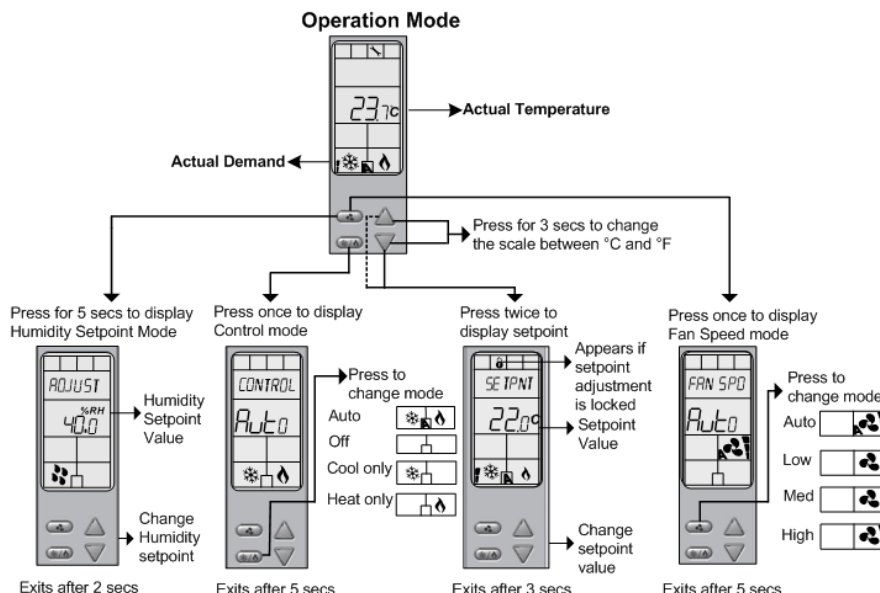 Operation Mode
23.7°C
Actual Temperature
Actual Demand
A
Press for 3 secs to change
the scale between °C and °F
Press for 5 secs to display
Humidity Setpoint Mode
ADJUST
%RH
40.0
Humidity
Setpoint
Value
Change
Humidity
setpoint
Exits after 2 secs
Press once to display
Control mode
CONTROL
Auto
Press to
change mode
Auto
A
Off
Cool only
Heat only
Exits after 5 secs
Press twice to
display setpoint
SETPNT
22.0°C
A
Appears if
setpoint
adjustment
is locked
Setpoint
Value
Change
setpoint
value
Exits after 3 secs
Press once to display
Fan Speed mode
FAN SPD
Auto
A
Press to
change mode
Auto
A
Low
Med
High
Exits after 5 secs